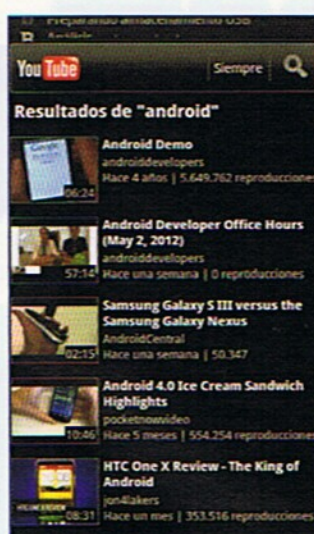 Preparando almacenamiento USB
You Tube
Siempre
Resultados de "android"
Android Demo
androiddevelopers
Hace 4 años | 5.649.762 reproducciones
06:24
Android Developer Office Hours
(May 2, 2012)
androiddevelopers
Hace una semana | 0 reproducciones
57:14
Samsung Galaxy S III versus the
Samsung Galaxy Nexus
AndroidCentral
Hace una semana | 50.347
02:15
Android 4.0 Ice Cream Sandwich
Highlights
pocketnowvideo
Hace 5 meses | 554.254 reproducciones
10:46
HTC One X Review - The King of
Android
jon4lakers
Hace un mes | 353.516 reproducciones
08:31